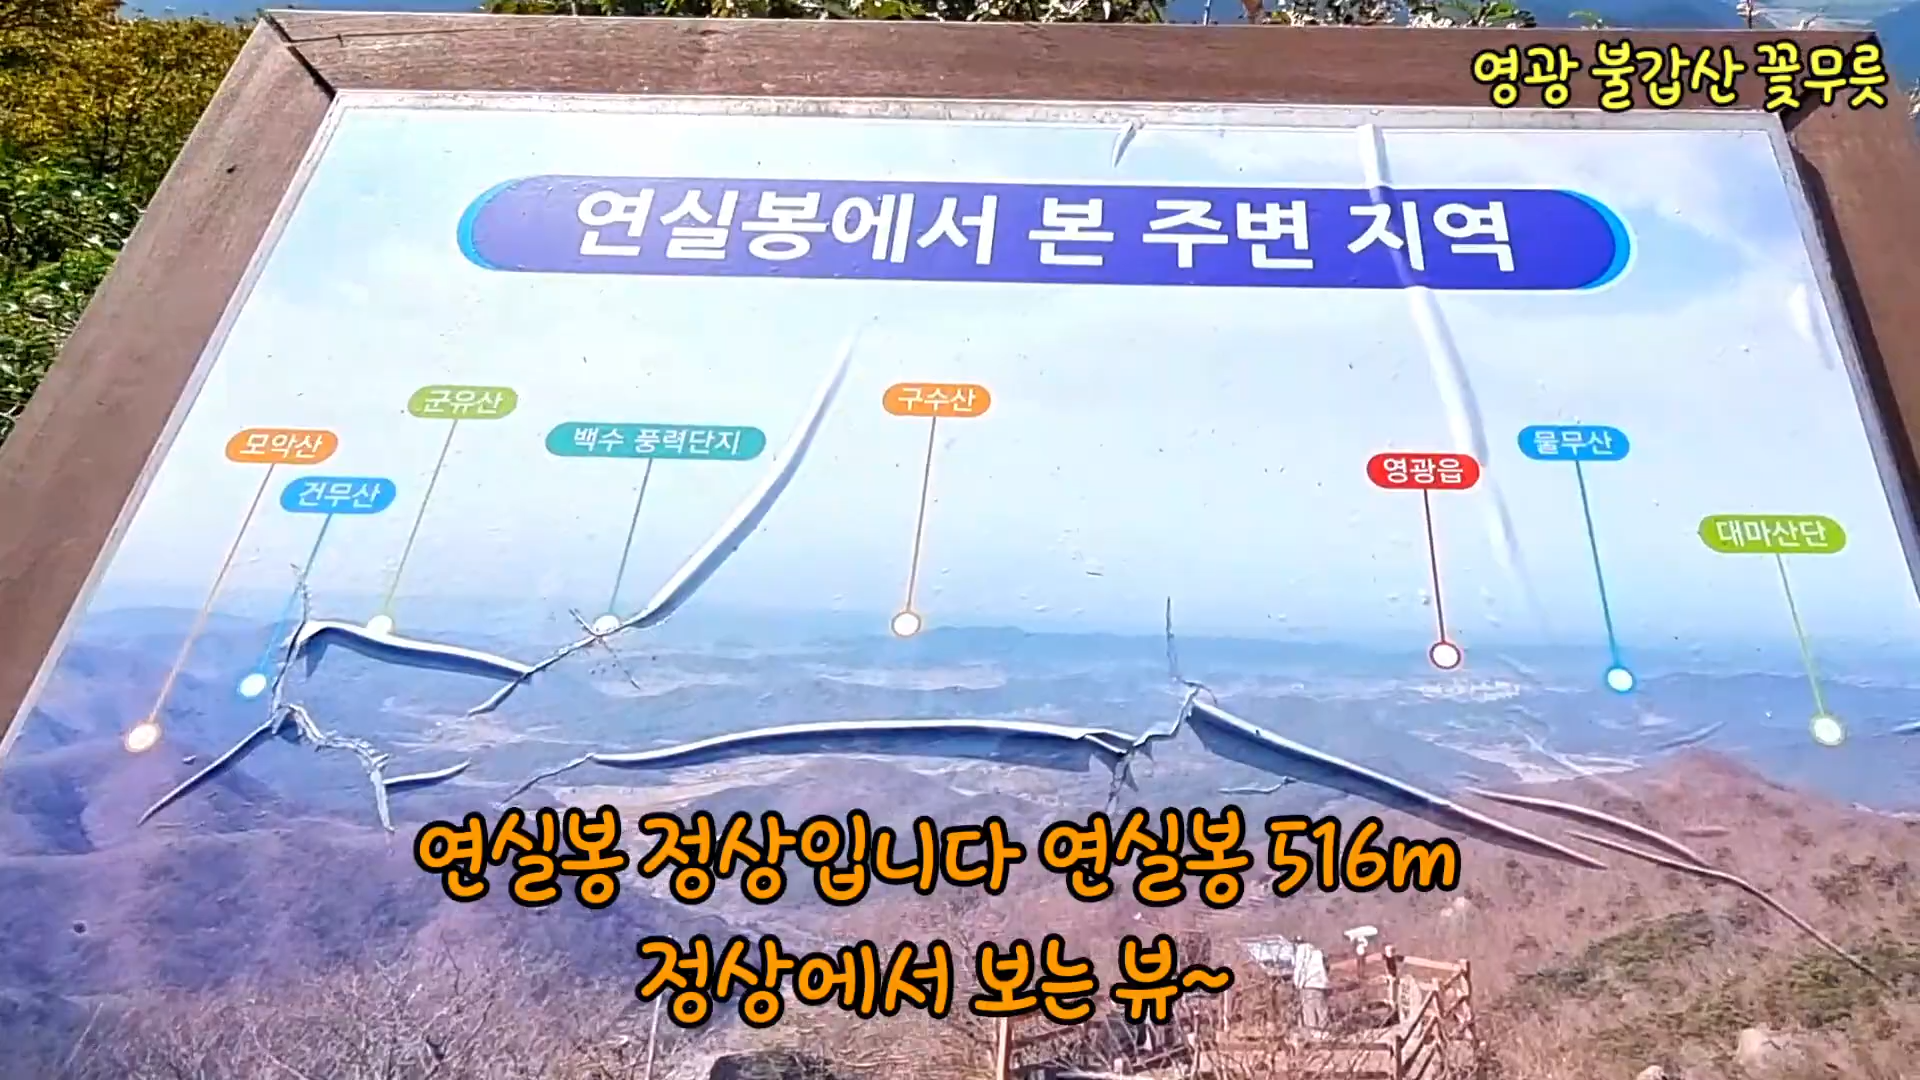 영광 불갑산 꽃무릇
연실봉에서 본 주변 지역
군유산
구수산
모악산
백수 풍력단지
영광읍
물무산
건무산
대마산단
연실봉 정상입니다 연실봉 516m
정상에서 보는 뷰~